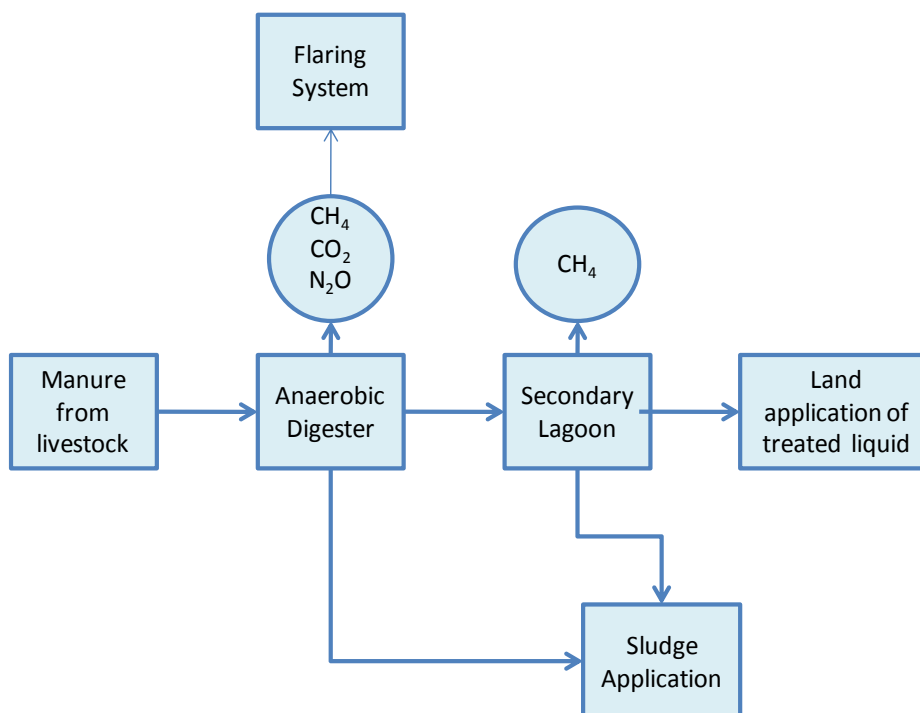 Flaring
System
CH₄
CO₂
N₂O
CH₄
Manure
from
livestock
Anaerobic
Digester
Secondary
Lagoon
Land
application of
treated liquid
Sludge
Application